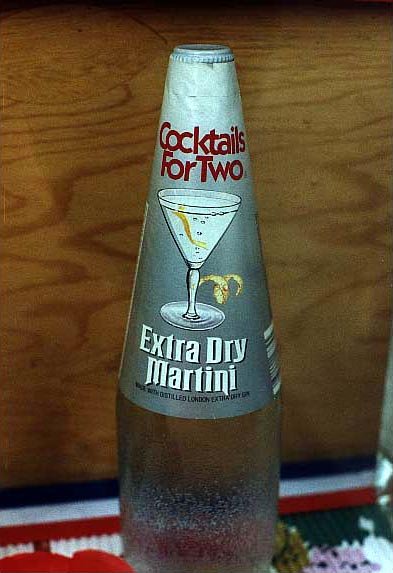 Cocktails
For Two
Extra Dry
Martini
MADE WITH DISTILLED LONDON EXTRA DRY GIN